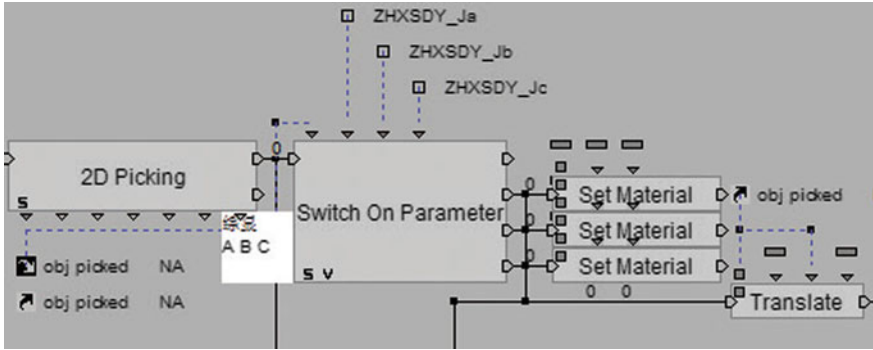 ZHXSDY_Ja
ZHXSDY_Jb
ZHXSDY_Jc
0
2D Picking
S
A B C
Switch On Parameter
S V
0
Set Material
obj picked
0
Set Material
0
Set Material
0 0
Translate
obj picked NA
obj picked NA